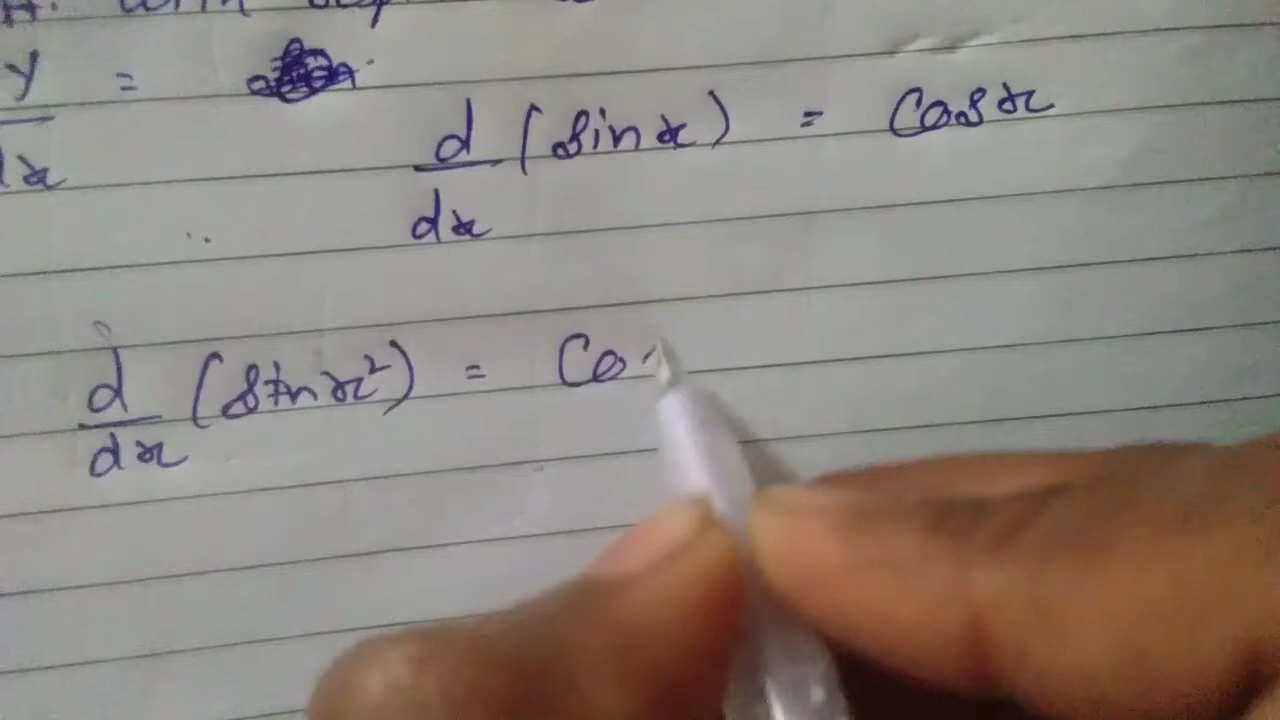 y =
dx
d/dx (sin x) = cos x
d/dx (sin x²) = Co